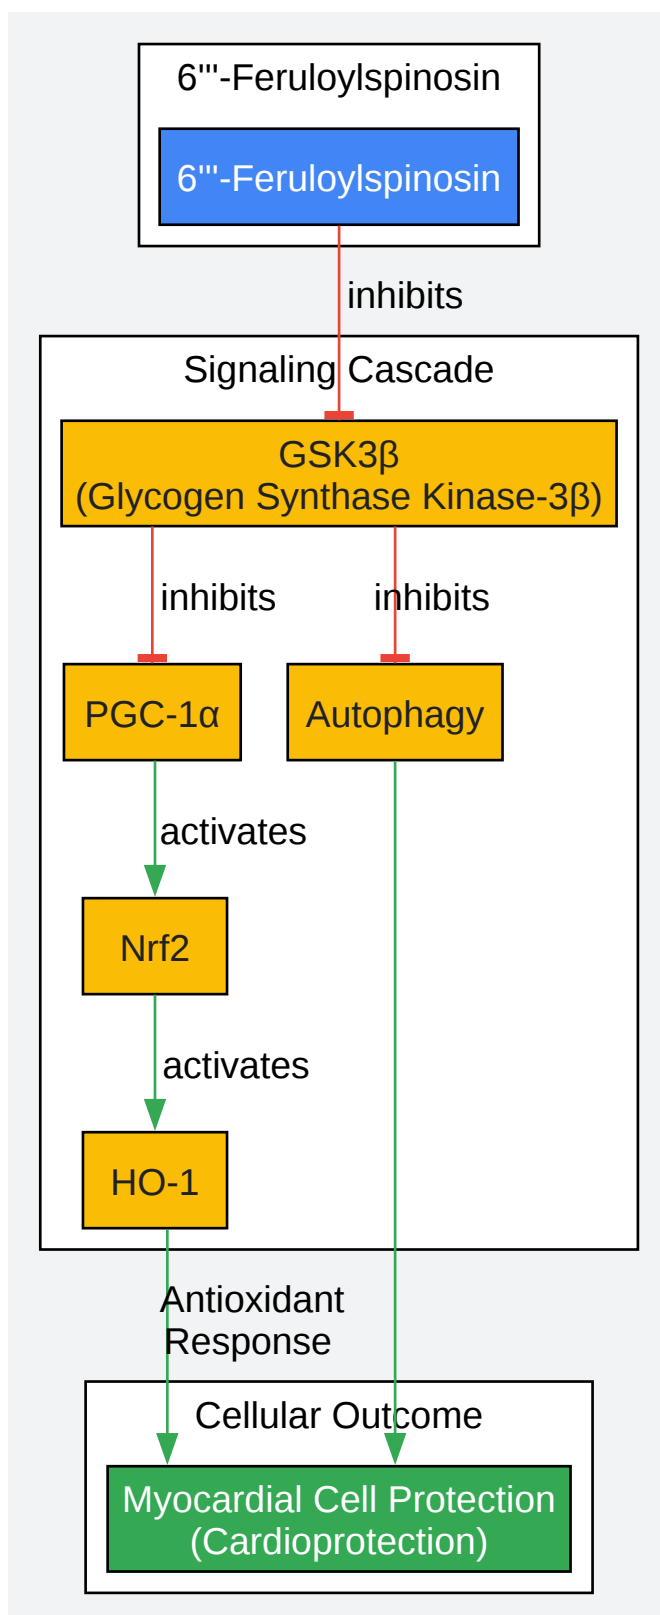 6'''-Feruloylspinosin
6'''-Feruloylspinosin
inhibits
Signaling Cascade
GSK3β
(Glycogen Synthase Kinase-3β)
inhibits
inhibits
PGC-1α
Autophagy
activates
Nrf2
activates
HO-1
Antioxidant
Response
Cellular Outcome
Myocardial Cell Protection
(Cardioprotection)